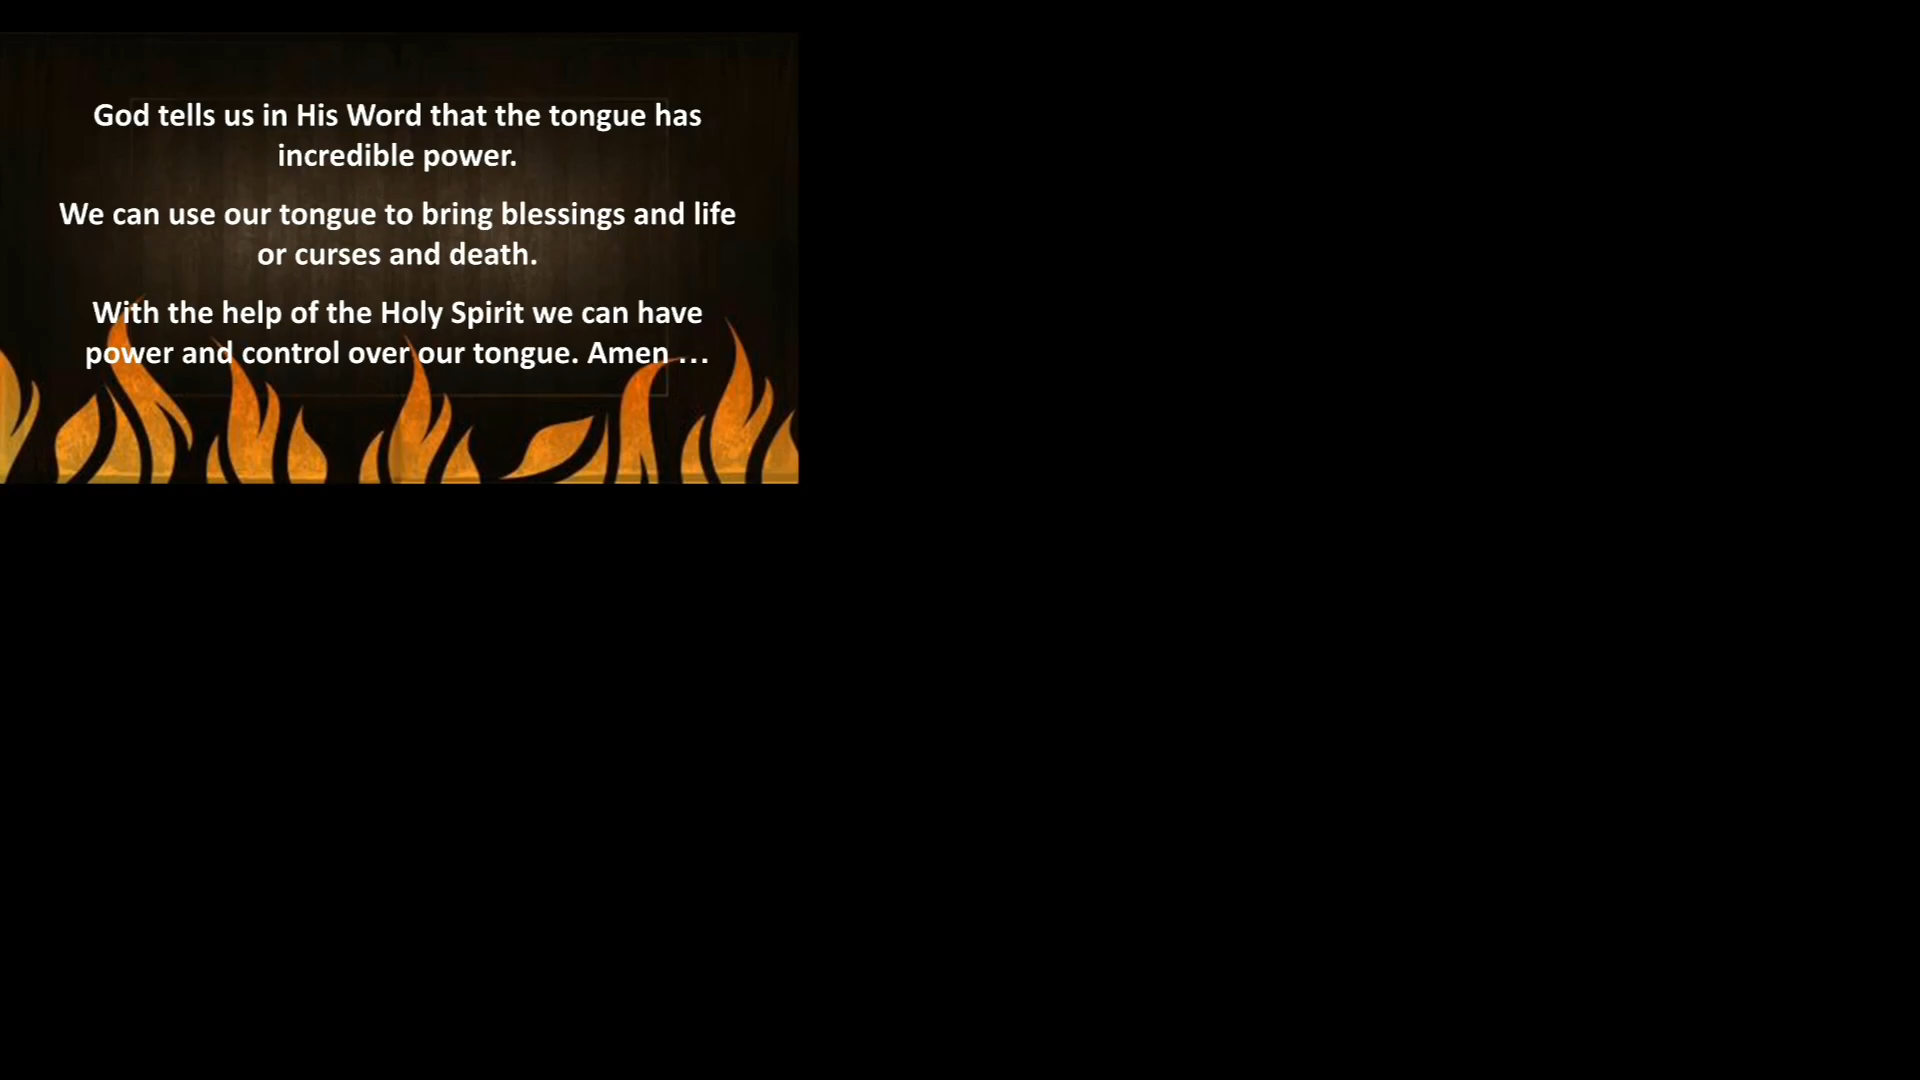 God tells us in His Word that the tongue has
incredible power.
We can use our tongue to bring blessings and life
or curses and death.
With the help of the Holy Spirit we can have
power and control over our tongue. Amen …